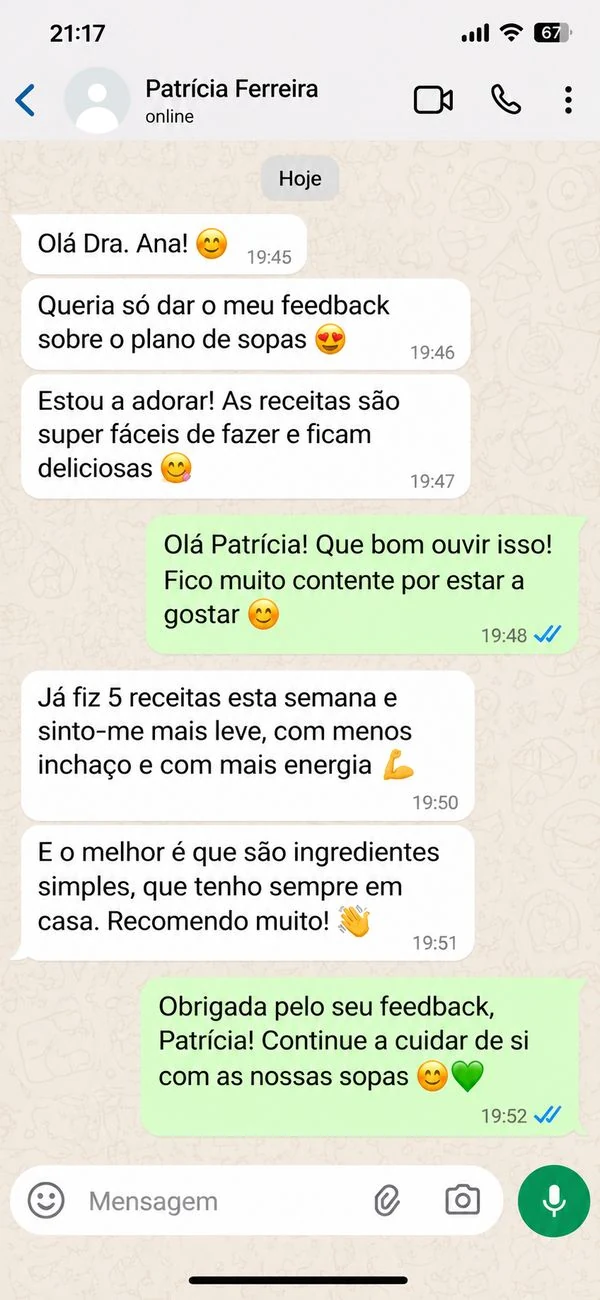 21:17
67
Patrícia Ferreira
online
Hoje
Olá Dra. Ana! 😊
19:45
Queria só dar o meu feedback
sobre o plano de sopas 😍
19:46
Estou a adorar! As receitas são
super fáceis de fazer e ficam
deliciosas 😋
19:47
Olá Patrícia! Que bom ouvir isso!
Fico muito contente por estar a
gostar 😊
19:48
Já fiz 5 receitas esta semana e
sinto-me mais leve, com menos
inchaço e com mais energia 💪
19:50
E o melhor é que são ingredientes
simples, que tenho sempre em
casa. Recomendo muito! 👏
19:51
Obrigada pelo seu feedback,
Patrícia! Continue a cuidar de si
com as nossas sopas 😊💚
19:52
Mensagem